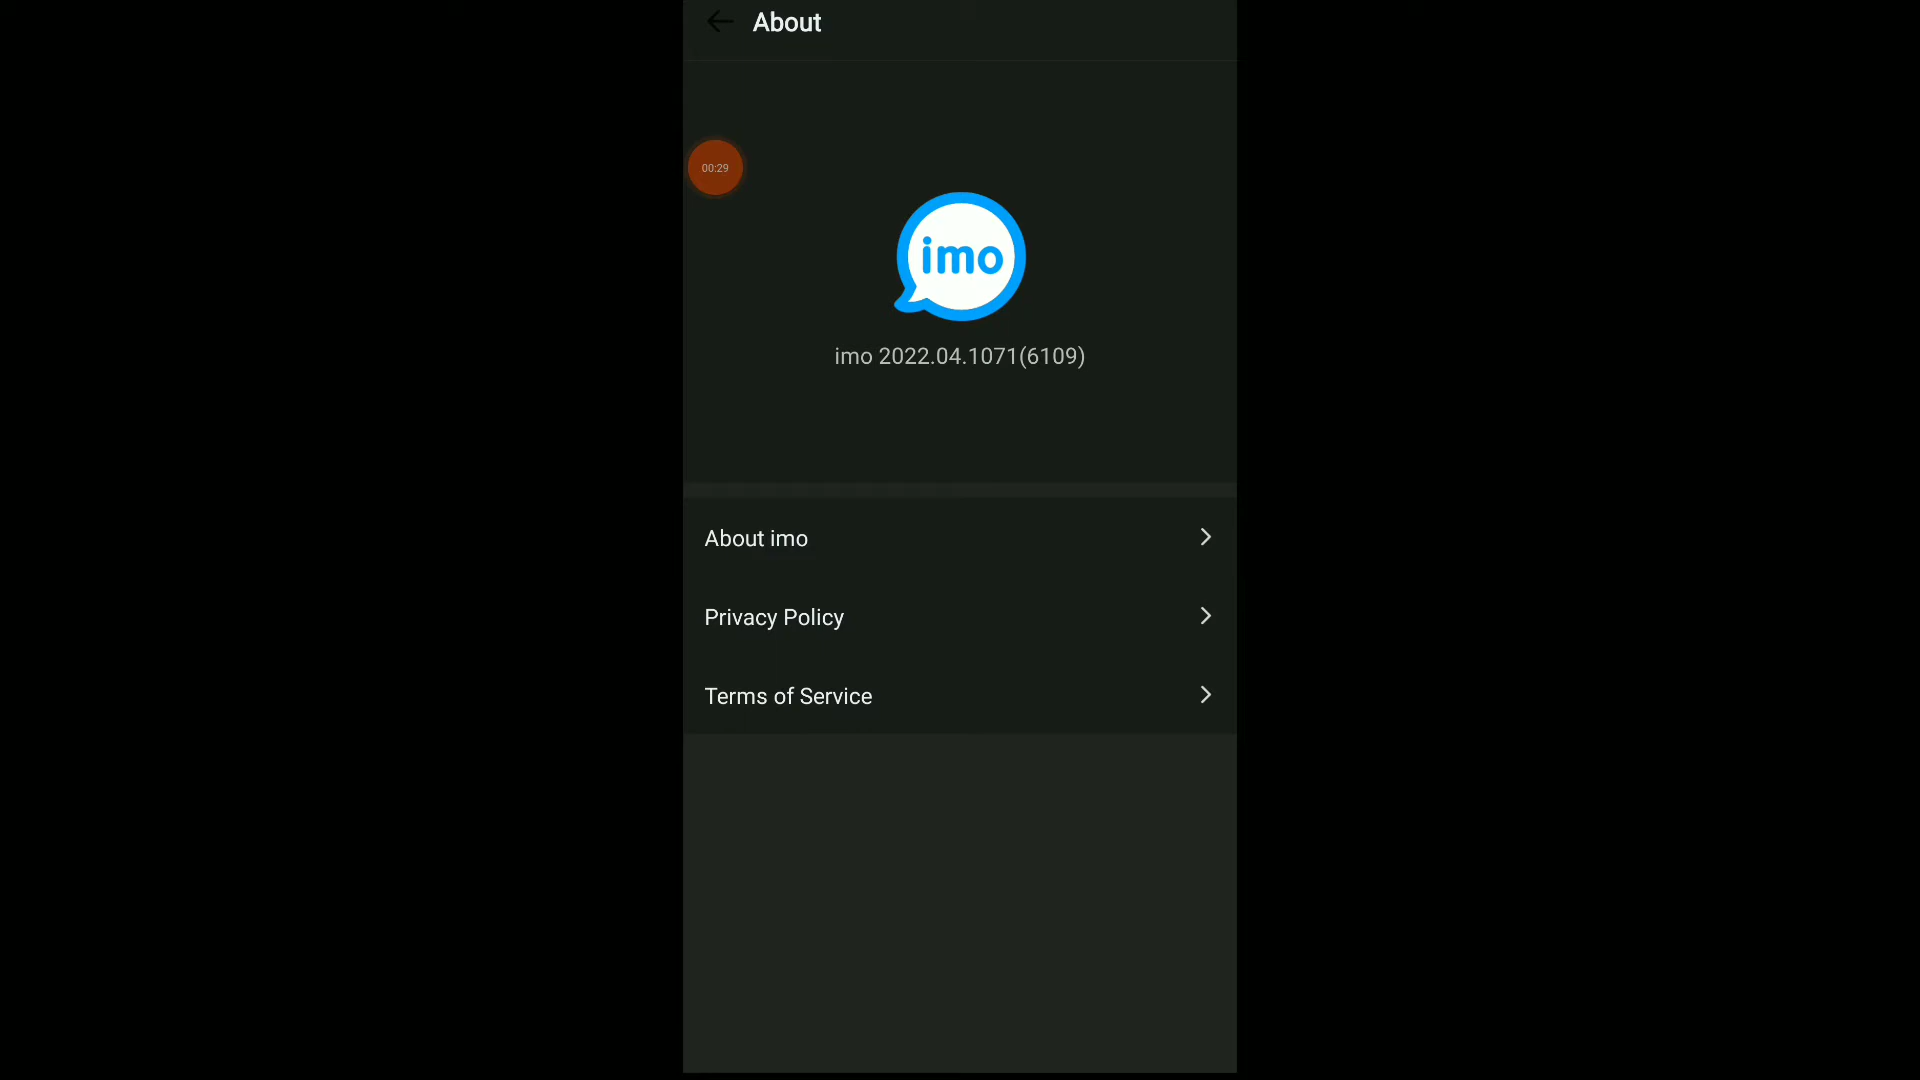 About
00:29
imo
imo 2022.04.1071(6109)
About imo
Privacy Policy
Terms of Service